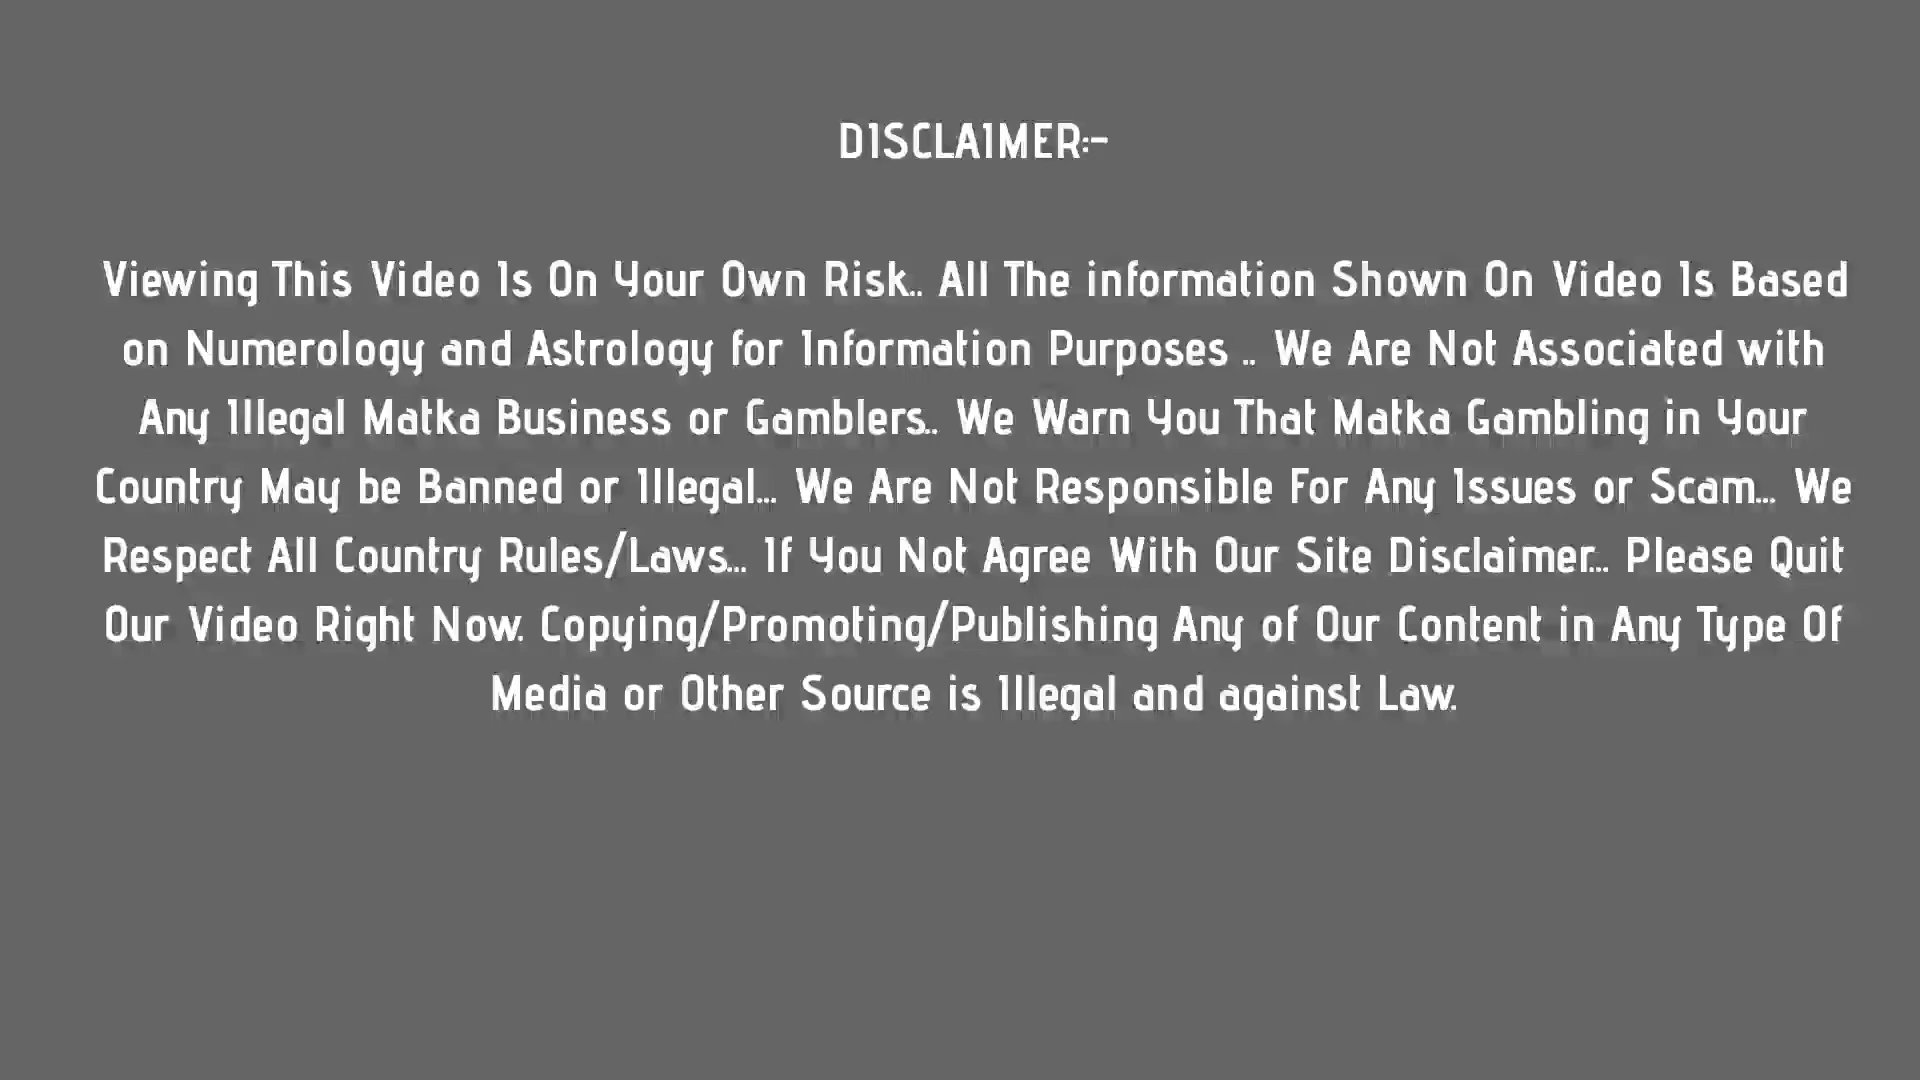 DISCLAIMER:-
Viewing This Video Is On Your Own Risk.. All The information Shown On Video Is Based
on Numerology and Astrology for Information Purposes .. We Are Not Associated with
Any Illegal Matka Business or Gamblers.. We Warn You That Matka Gambling in Your
Country May be Banned or Illegal... We Are Not Responsible For Any Issues or Scam... We
Respect All Country Rules/Laws... If You Not Agree With Our Site Disclaimer... Please Quit
Our Video Right Now. Copying/Promoting/Publishing Any of Our Content in Any Type Of
Media or Other Source is Illegal and against Law.